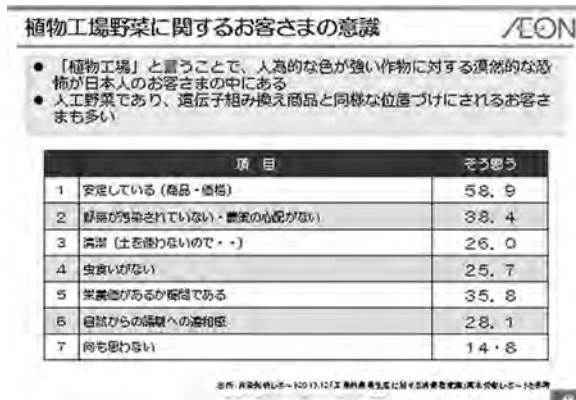 植物工場野菜に関するお客さまの意識
ÆON
● 「植物工場」と言うことで、人為的な色が強い作物に対する漠然的な恐
怖が日本人のお客さまの中にある
● 人工野菜であり、遺伝子組み換え商品と同様な位置づけにされるお客さ
まも多い
項 目 そう思う
1 安定している（商品・価格） 58.9
2 野菜が汚染されていない・農薬の心配がない 38.4
3 清潔（土を使わないので・・） 26.0
4 虫食いがない 25.7
5 栄養価があるか疑問である 35.8
6 自然からの隔離への違和感 28.1
7 何も思わない 14・8